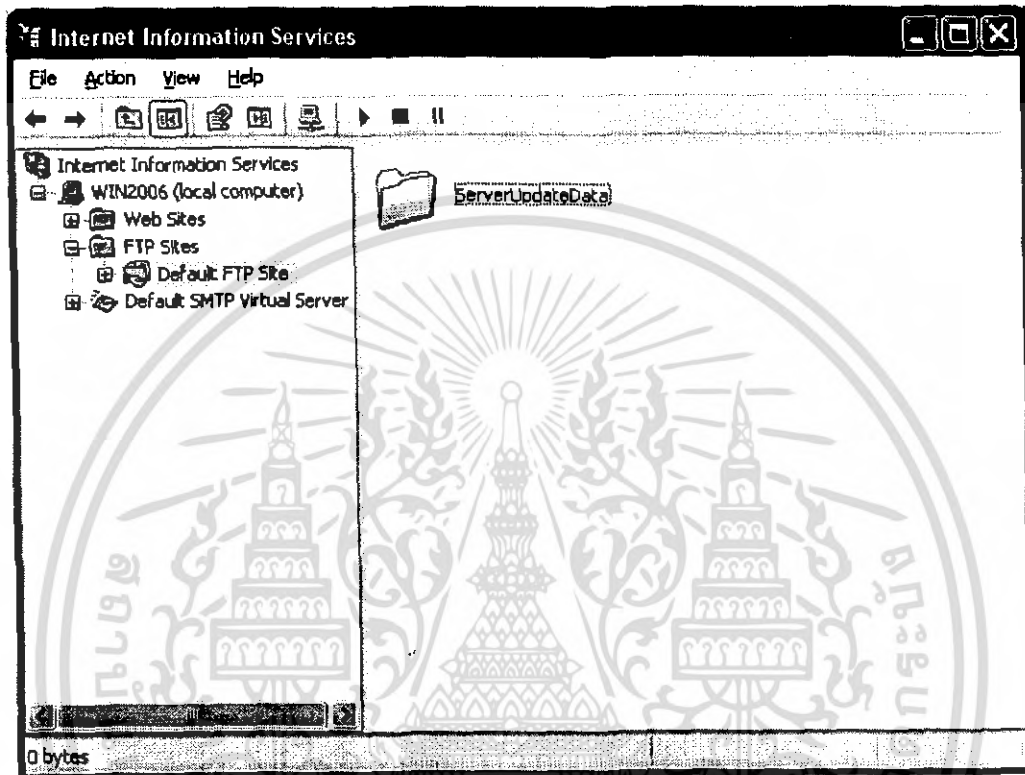 Internet Information Services
File Action View Help
Internet Information Services
WIN2006 (local computer)
Web Sites
FTP Sites
Default FTP Site
Default SMTP Virtual Server
ServerUpdateData
0 bytes